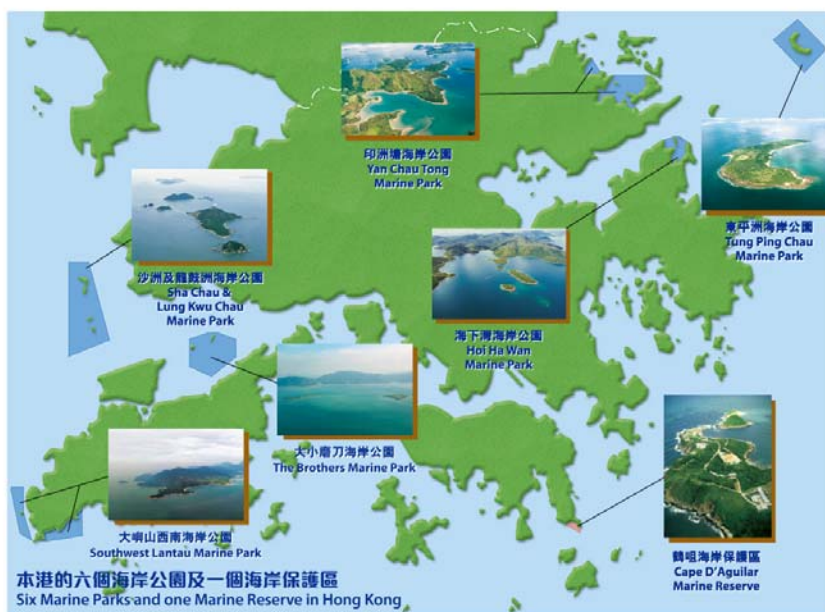 印洲塘海岸公園
Yan Chau Tong
Marine Park
東平洲海岸公園
Tung Ping Chau
Marine Park
沙洲及龍鼓洲海岸公園
Sha Chau &
Lung Kwu Chau
Marine Park
海下灣海岸公園
Hoi Ha Wan
Marine Park
大小磨刀海岸公園
The Brothers Marine Park
大嶼山西南海岸公園
Southwest Lantau Marine Park
鶴咀海岸保護區
Cape D'Aguilar
Marine Reserve
本港的六個海岸公園及一個海岸保護區
Six Marine Parks and one Marine Reserve in Hong Kong